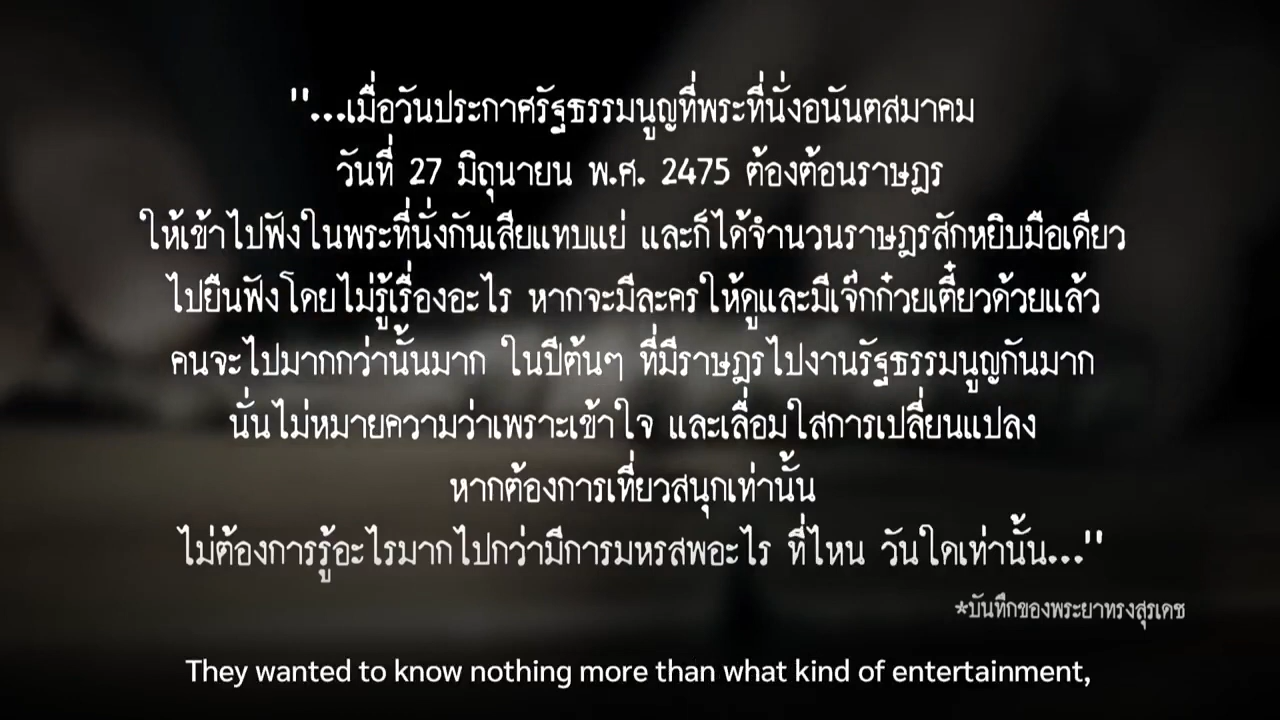 "...เมื่อวันประกาศรัฐธรรมนูญที่พระที่นั่งอนันตสมาคม
วันที่ 27 มิถุนายน พ.ศ. 2475 ต้องต้อนราษฎร
ให้เข้าไปฟังในพระที่นั่งกันเสียแทบแย่ และก็ได้จำนวนราษฎรสักหยิบมือเดียว
ไปยืนฟังโดยไม่รู้เรื่องอะไร หากจะมีละครให้ดูและมีเจ๊กก๋วยเตี๋ยวด้วยแล้ว
คนจะไปมากกว่านั้นมาก ในปีต้นๆ ที่มีราษฎรไปงานรัฐธรรมนูญกันมาก
นั่นไม่หมายความว่าเพราะเข้าใจ และเลื่อมใสการเปลี่ยนแปลง
หากต้องการเที่ยวสนุกเท่านั้น
ไม่ต้องการรู้อะไรมากไปกว่ามีการมหรสพอะไร ที่ไหน วันใดเท่านั้น..."
*บันทึกของพระยาทรงสุรเดช
They wanted to know nothing more than what kind of entertainment,